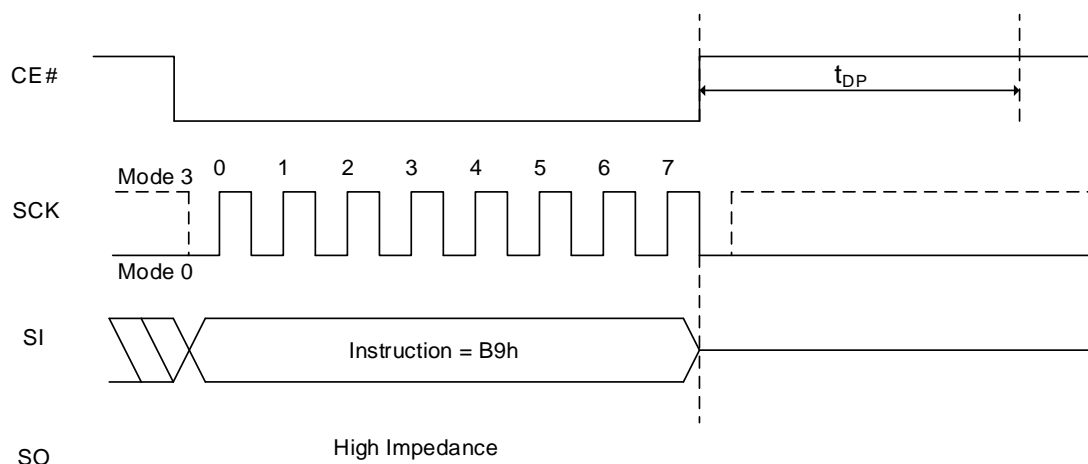 CE#
tDP
0 1 2 3 4 5 6 7
Mode 3
SCK
Mode 0
SI
Instruction = B9h
High Impedance
SO